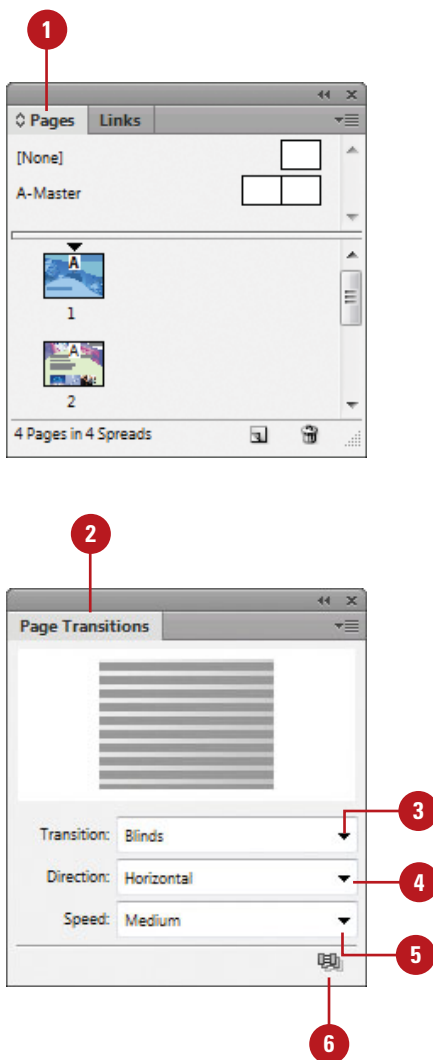 1
Pages Links
[None]
A-Master
A
1
A
2
4 Pages in 4 Spreads
2
Page Transitions
3
Transition: Blinds
4
Direction: Horizontal
5
Speed: Medium
6